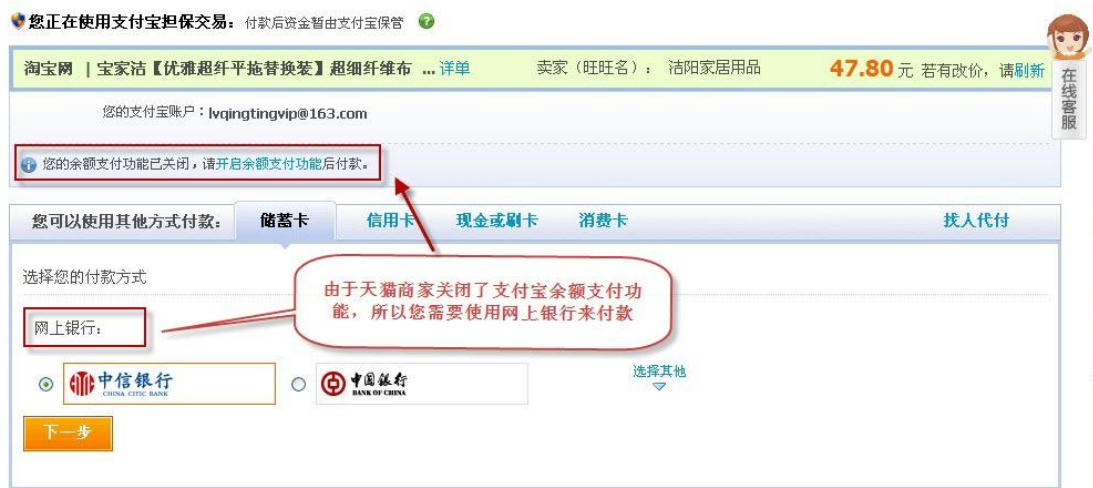 您正在使用支付宝担保交易：付款后资金暂由支付宝保管
淘宝网 | 宝家洁【优雅超纤平拖替换装】超细纤维布 ... 详单 卖家（旺旺名）： 洁阳家居用品 47.80 元 若有改价，请刷新
在线客服
您的支付宝账户：lvqingtingvip@163.com
您的余额支付功能已关闭，请开启余额支付功能后付款。
您可以使用其他方式付款： 储蓄卡 信用卡 现金或刷卡 消费卡 找人代付
选择您的付款方式
由于天猫商家关闭了支付宝余额支付功
能，所以您需要使用网上银行来付款
网上银行：
中信银行
CHINA CITIC BANK
中国银行
BANK OF CHINA
选择其他
下一步